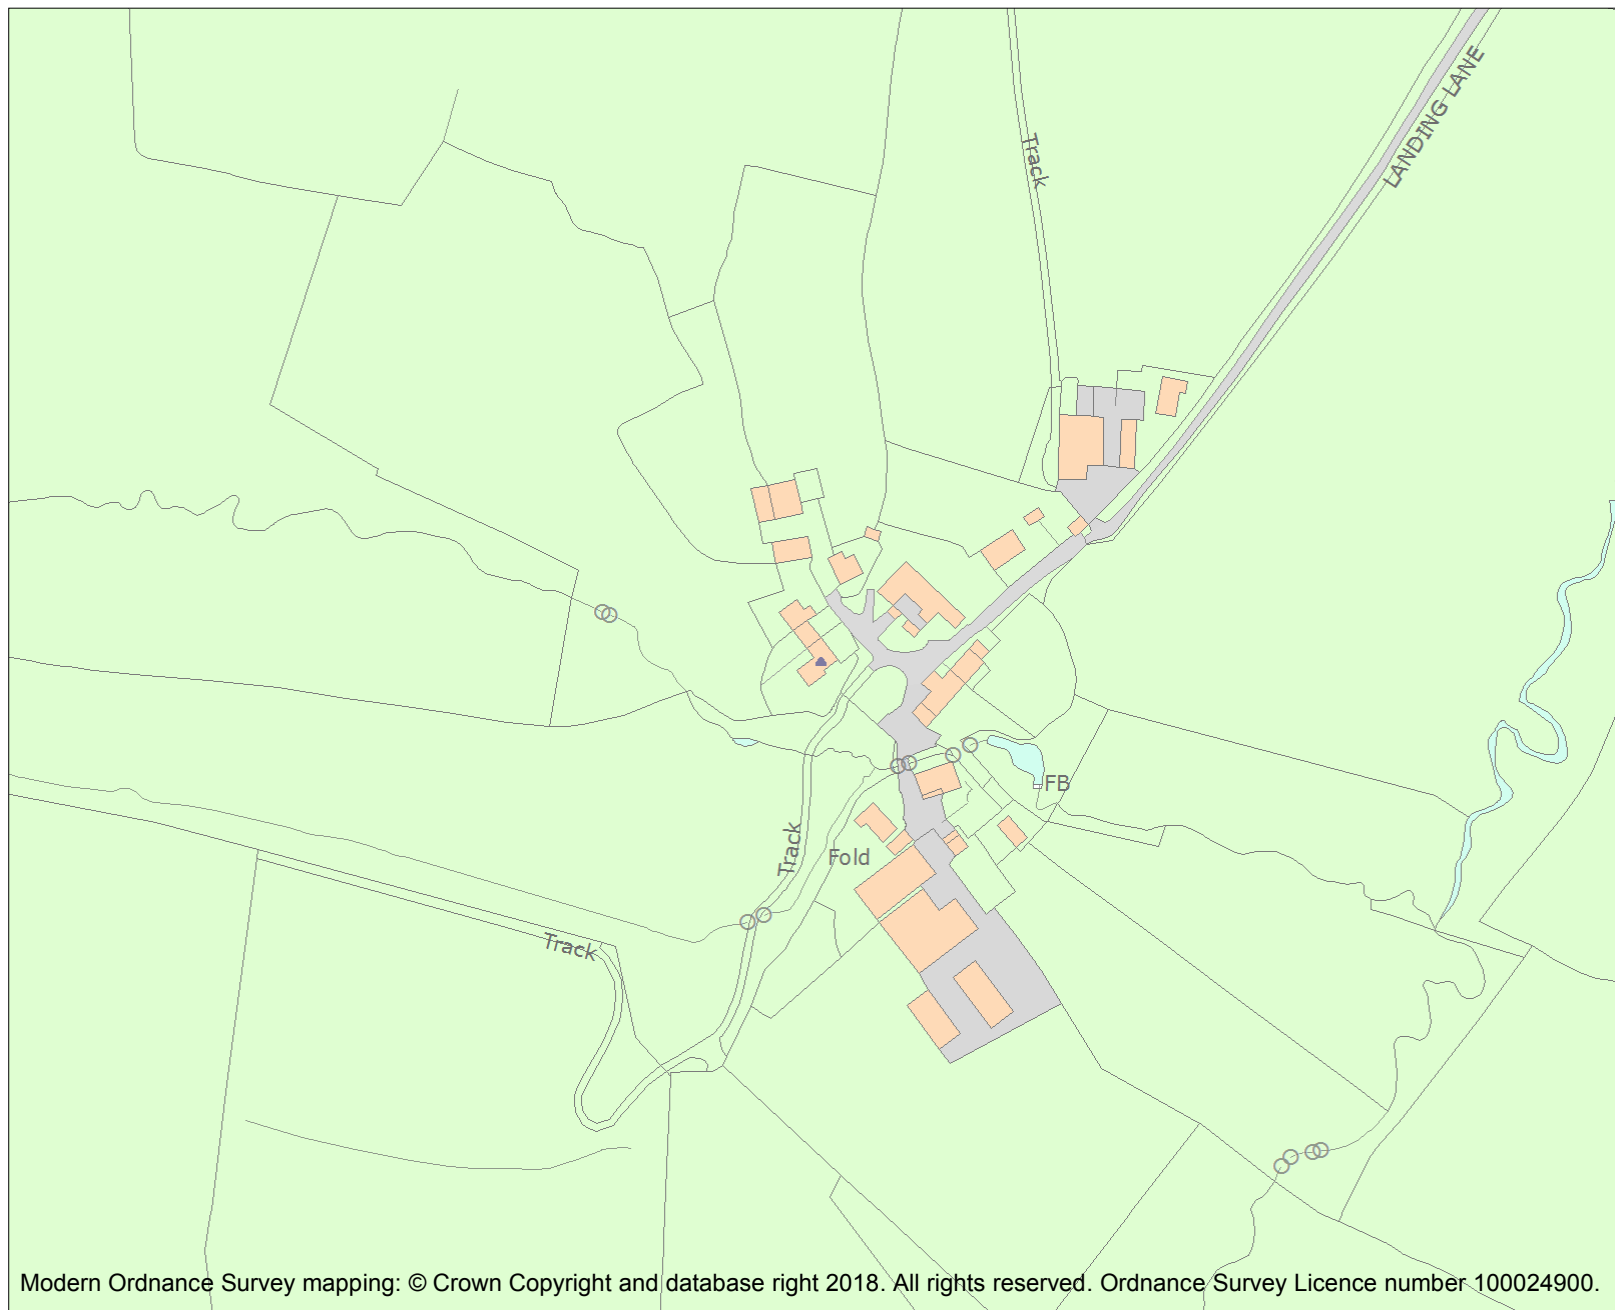 LANDING LANE
Track
FB
Track
Fold
Track
Modern Ordnance Survey mapping: © Crown Copyright and database right 2018. All rights reserved. Ordnance Survey Licence number 100024900.